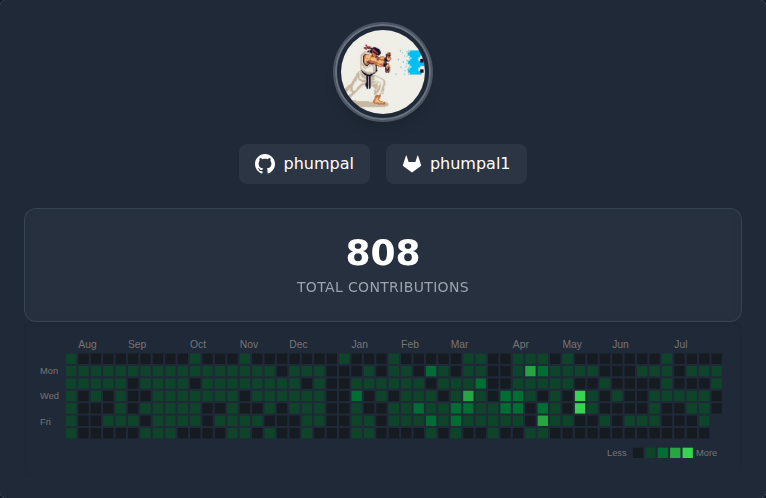 phumpal phumpal1
808
TOTAL CONTRIBUTIONS
Aug Sep Oct Nov Dec Jan Feb Mar Apr May Jun Jul
Mon
Wed
Fri
Less More